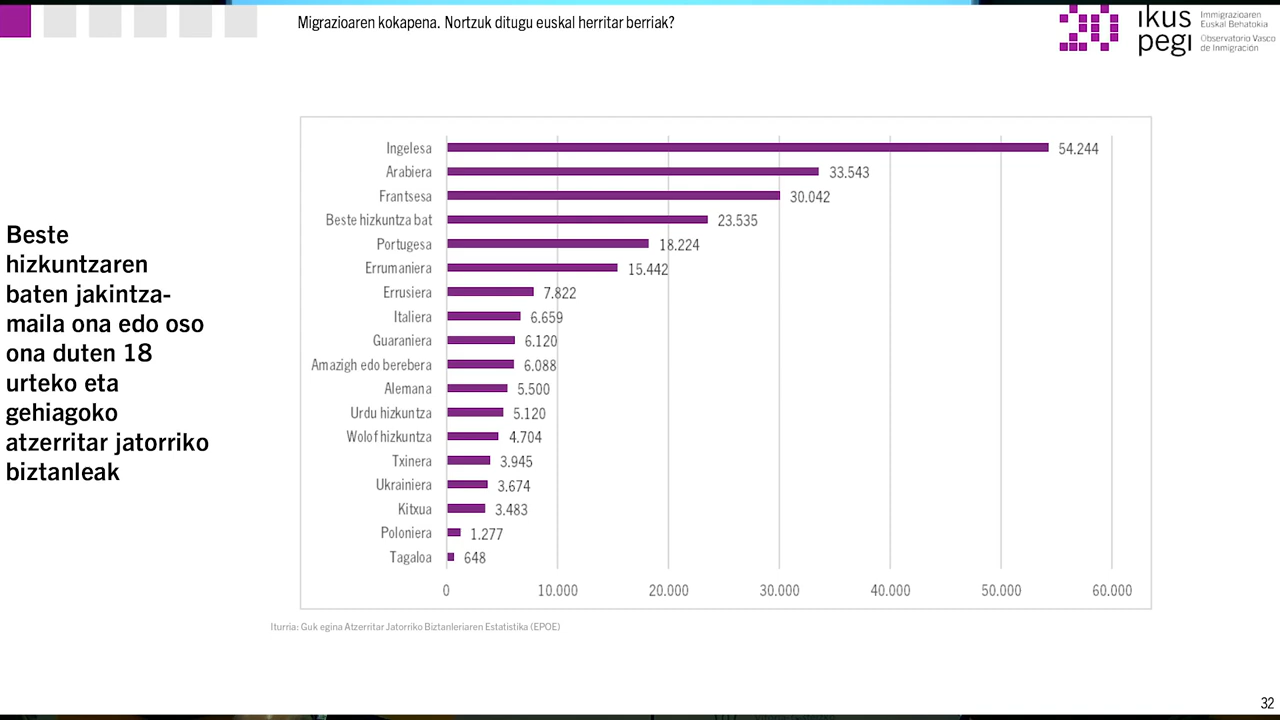 Migrazioaren kokapena. Nortzuk ditugu euskal herritar berriak?
20
ikus
pegi
Immigrazioaren
Euskal Behatokia
Observatorio Vasco
de Inmigración
Beste
hizkuntzaren
baten jakintza-
maila ona edo oso
ona duten 18
urteko eta
gehiagoko
atzerritar jatorriko
biztanleak
Ingelesa 54.244
Arabiera 33.543
Frantsesa 30.042
Beste hizkuntza bat 23.535
Portugesa 18.224
Errumaniera 15.442
Errusiera 7.822
Italiera 6.659
Guaraniera 6.120
Amazigh edo berebera 6.088
Alemana 5.500
Urdu hizkuntza 5.120
Wolof hizkuntza 4.704
Txinera 3.945
Ukrainiera 3.674
Kitxua 3.483
Poloniera 1.277
Tagaloa 648
0 10.000 20.000 30.000 40.000 50.000 60.000
Iturria: Guk egina Atzerritar Jatorriko Biztanleriaren Estatistika (EPOE)
32